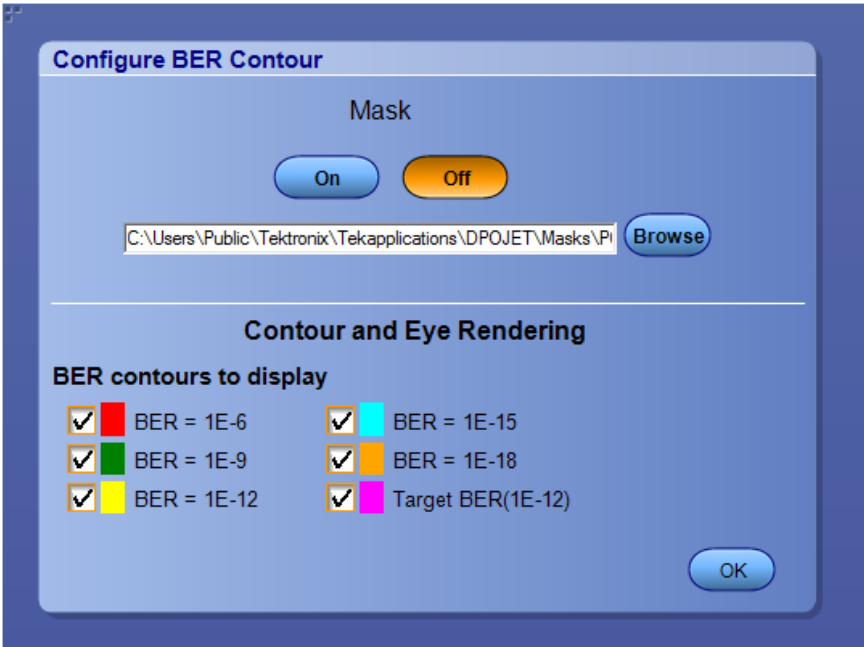 Configure BER Contour
Mask
On
Off
C:\Users\Public\Tektronix\Tekapplications\DPOJET\Masks\P
Browse
Contour and Eye Rendering
BER contours to display
BER = 1E-6
BER = 1E-15
BER = 1E-9
BER = 1E-18
BER = 1E-12
Target BER(1E-12)
OK